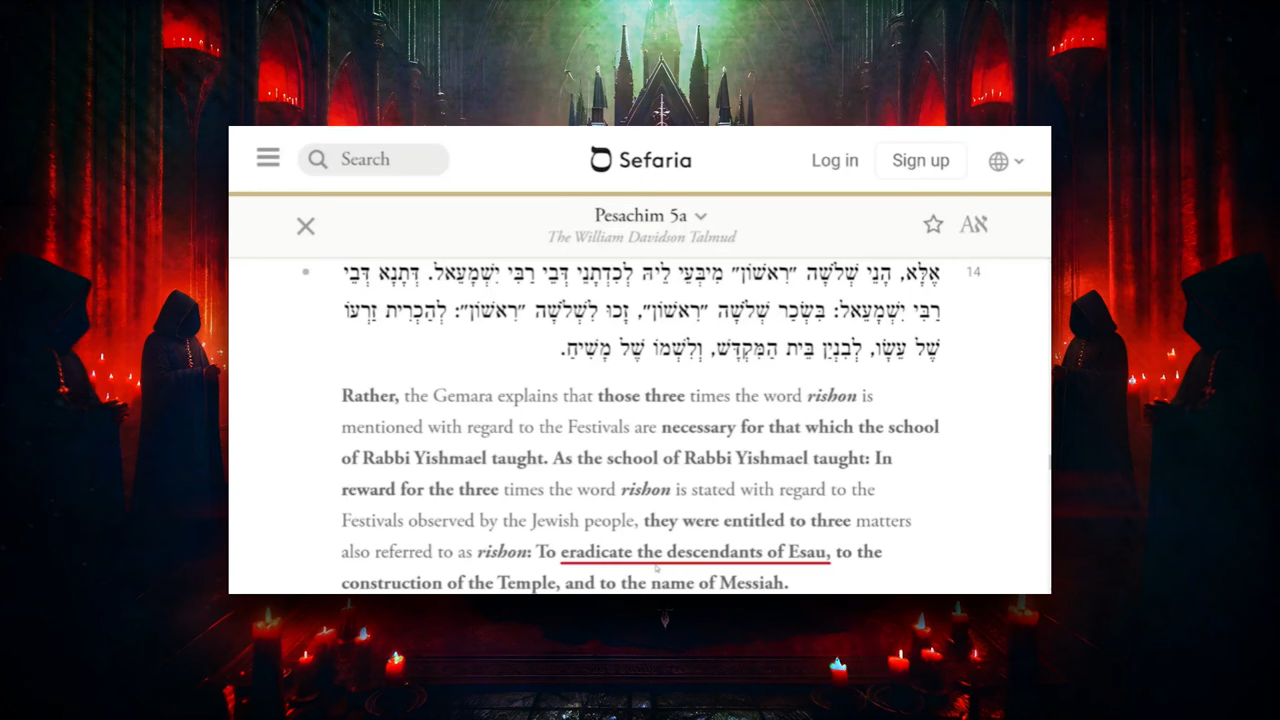 Search
Sefaria
Log in
Sign up
Pesachim 5a
The William Davidson Talmud
Aא
14
אֶלָּא, הָנֵי שְׁלֹשָׁה ״רִאשׁוֹן״ מִיבְּעֵי לֵיהּ לְכִדְתָנֵי דְּבֵי רַבִּי יִשְׁמָעֵאל. דְּתָנָא דְּבֵי
רַבִּי יִשְׁמָעֵאל: בִּשְׂכַר שְׁלֹשָׁה ״רִאשׁוֹן״, זָכוּ לִשְׁלֹשָׁה ״רִאשׁוֹן״: לְהַכְרִית זַרְעוֹ
שֶׁל עֵשָׂו, לְבִנְיַן בֵּית הַמִּקְדָּשׁ, וְלִשְׁמוֹ שֶׁל מָשִׁיחַ.
Rather, the Gemara explains that those three times the word rishon is
mentioned with regard to the Festivals are necessary for that which the school
of Rabbi Yishmael taught. As the school of Rabbi Yishmael taught: In
reward for the three times the word rishon is stated with regard to the
Festivals observed by the Jewish people, they were entitled to three matters
also referred to as rishon: To eradicate the descendants of Esau, to the
construction of the Temple, and to the name of Messiah.